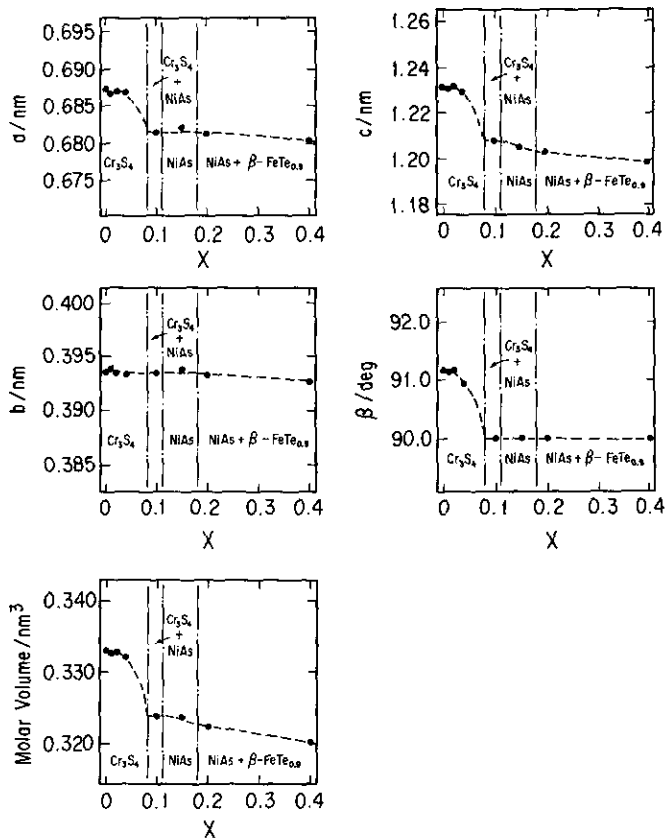 a/nm
0.695
0.690
0.685
0.680
0.675
Cr₃S₄
+
NiAs
Cr₃S₄
NiAs
NiAs + β-FeTe₀.₉
0
0.1
0.2
0.3
0.4
X
c/nm
1.26
1.24
1.22
1.20
1.18
Cr₃S₄
+
NiAs
Cr₃S₄
NiAs
NiAs + β-FeTe₀.₉
0
0.1
0.2
0.3
0.4
X
b/nm
0.400
0.395
0.390
0.385
Cr₃S₄
+
NiAs
Cr₃S₄
NiAs
NiAs + β-FeTe₀.₉
0
0.1
0.2
0.3
0.4
X
β/deg
92.0
91.0
90.0
Cr₃S₄
+
NiAs
Cr₃S₄
NiAs
NiAs + β-FeTe₀.₉
0
0.1
0.2
0.3
0.4
X
Molar Volume/nm³
0.340
0.330
0.320
Cr₃S₄
+
NiAs
Cr₃S₄
NiAs
NiAs + β-FeTe₀.₉
0
0.1
0.2
0.3
0.4
X